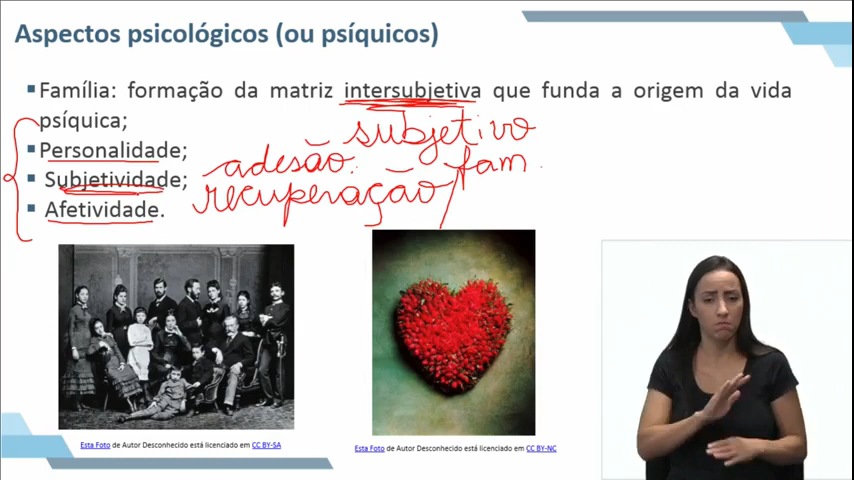 Aspectos psicológicos (ou psíquicos)
Família: formação da matriz intersubjetiva que funda a origem da vida
psíquica;
subjetivo
Personalidade;
adesão.
fam.
Subjetividade;
recuperação/
Afetividade.
Esta Foto de Autor Desconhecido está licenciado em CC BY-SA
Esta Foto de Autor Desconhecido está licenciado em CC BY-NC